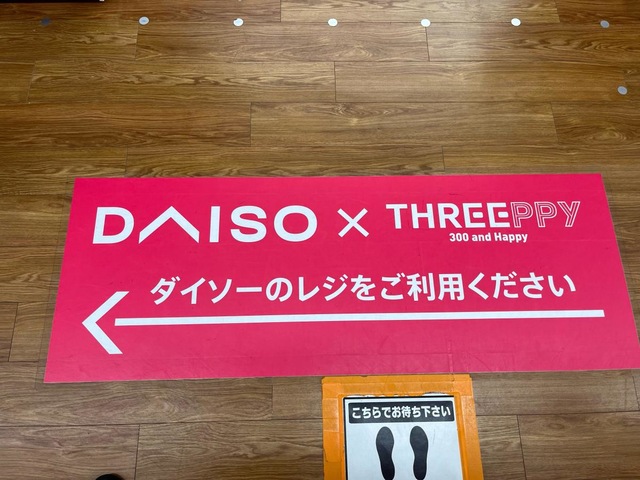 DAISO × THREEPPY
300 and Happy
ダイソーのレジをご利用ください
こちらでお待ち下さい